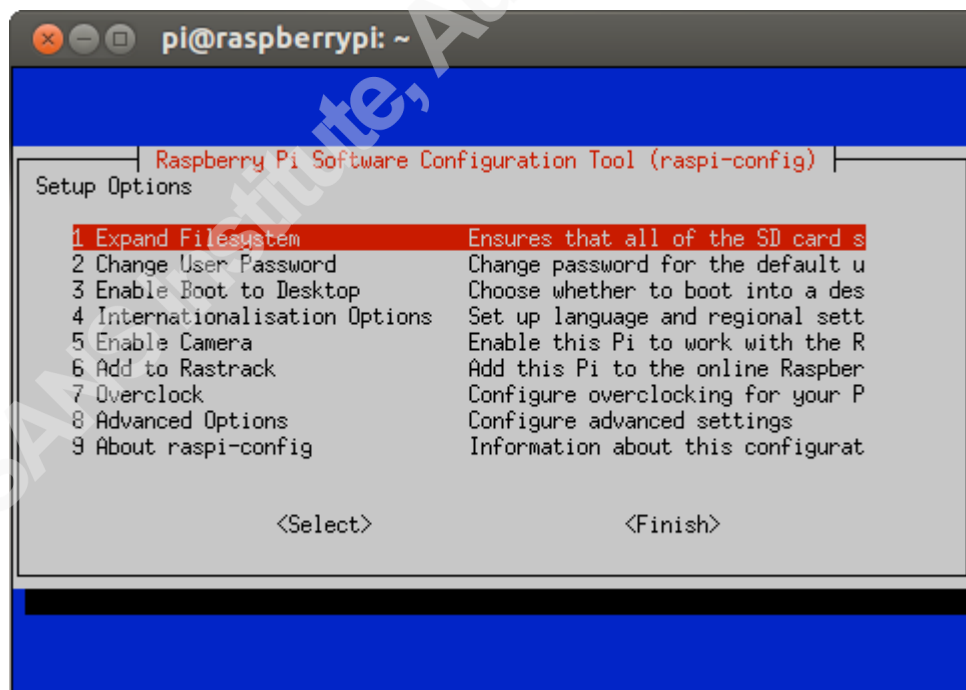 pi@raspberrypi: ~
Raspberry Pi Software Configuration Tool (raspi-config)
Setup Options
1 Expand Filesystem Ensures that all of the SD card s
2 Change User Password Change password for the default u
3 Enable Boot to Desktop Choose whether to boot into a des
4 Internationalisation Options Set up language and regional sett
5 Enable Camera Enable this Pi to work with the R
6 Add to Rastrack Add this Pi to the online Raspber
7 Overclock Configure overclocking for your P
8 Advanced Options Configure advanced settings
9 About raspi-config Information about this configurat
<Select> <Finish>
SANS Institute,